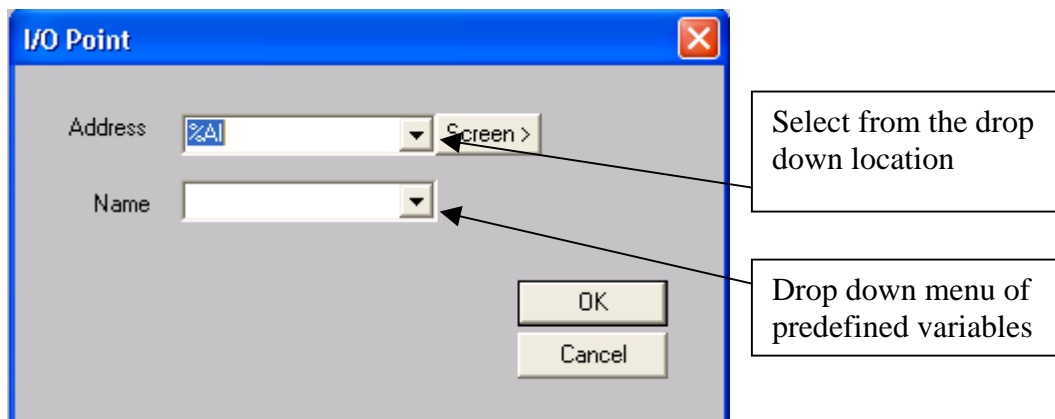 I/O Point
Address
%AI
Screen >
Select from the drop
down location
Name
Drop down menu of
predefined variables
OK
Cancel